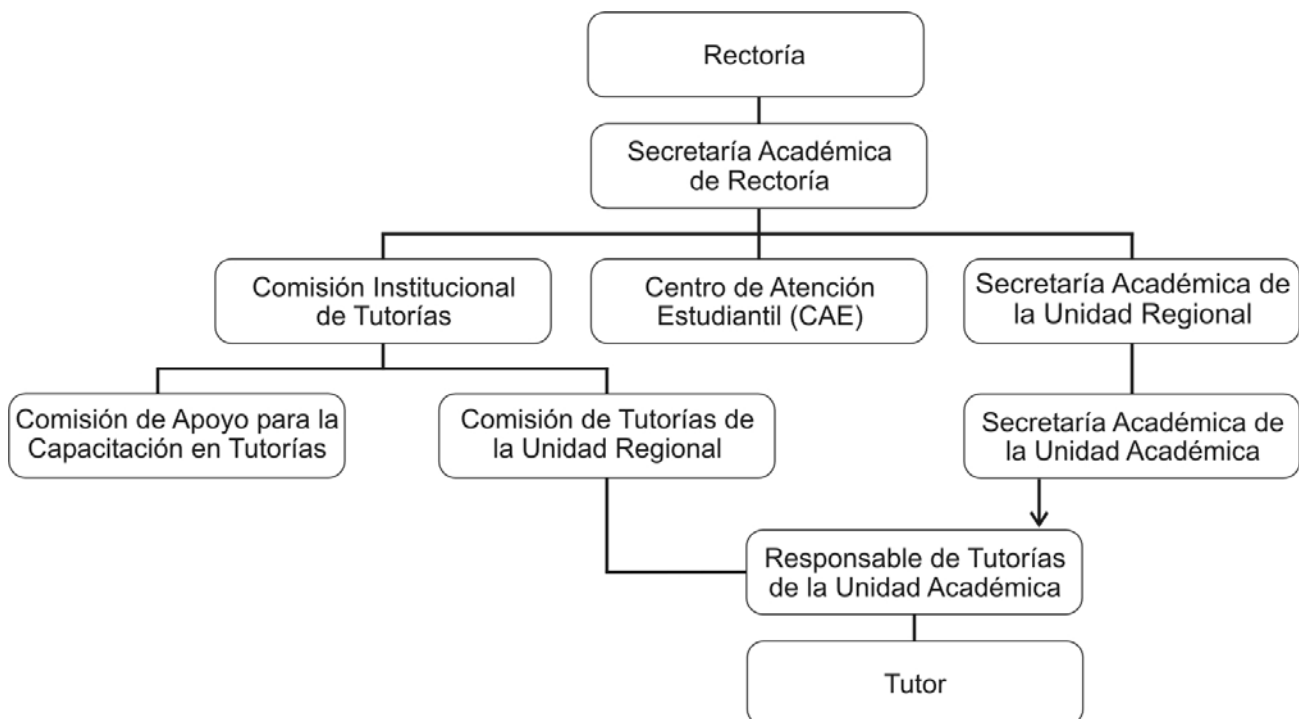 Rectoría
Secretaría Académica
de Rectoría
Comisión Institucional
de Tutorías
Centro de Atención
Estudiantil (CAE)
Secretaría Académica de
la Unidad Regional
Comisión de Apoyo para la
Capacitación en Tutorías
Comisión de Tutorías de
la Unidad Regional
Secretaría Académica de
la Unidad Académica
Responsable de Tutorías
de la Unidad Académica
Tutor